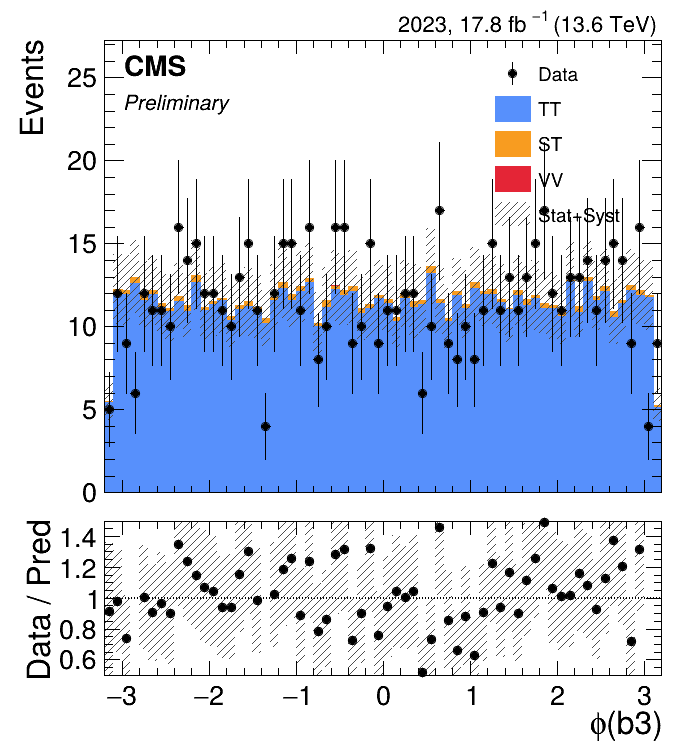 2023, 17.8 fb⁻¹ (13.6 TeV)
CMS
Preliminary
Events
25
20
15
10
5
0
Data
TT
ST
VV
Stat+Syst
Data / Pred
1.4
1.2
1
0.8
0.6
−3 −2 −1 0 1 2 3
ϕ(b3)